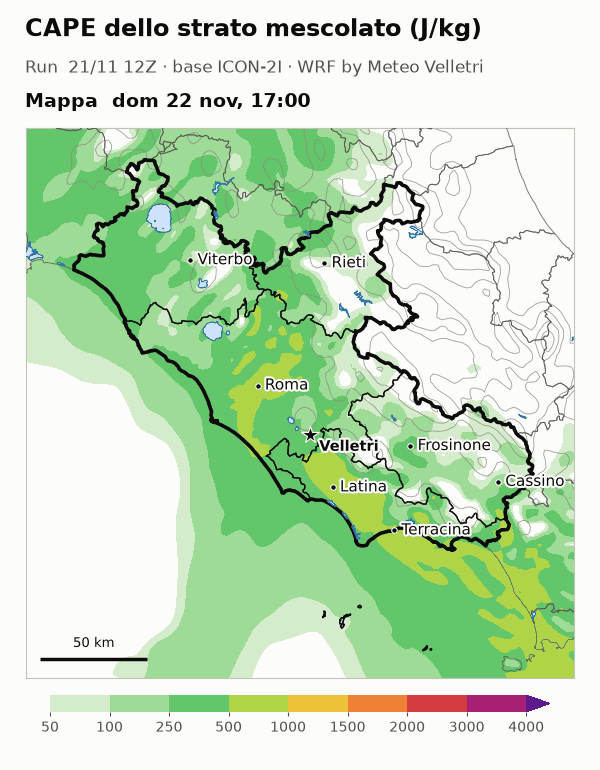 CAPE dello strato mescolato (J/kg)
Run 21/11 12Z · base ICON-2I · WRF by Meteo Velletri
Mappa dom 22 nov, 17:00
Viterbo
Rieti
Roma
Velletri
Frosinone
Cassino
Latina
Terracina
50 km
50 100 250 500 1000 1500 2000 3000 4000